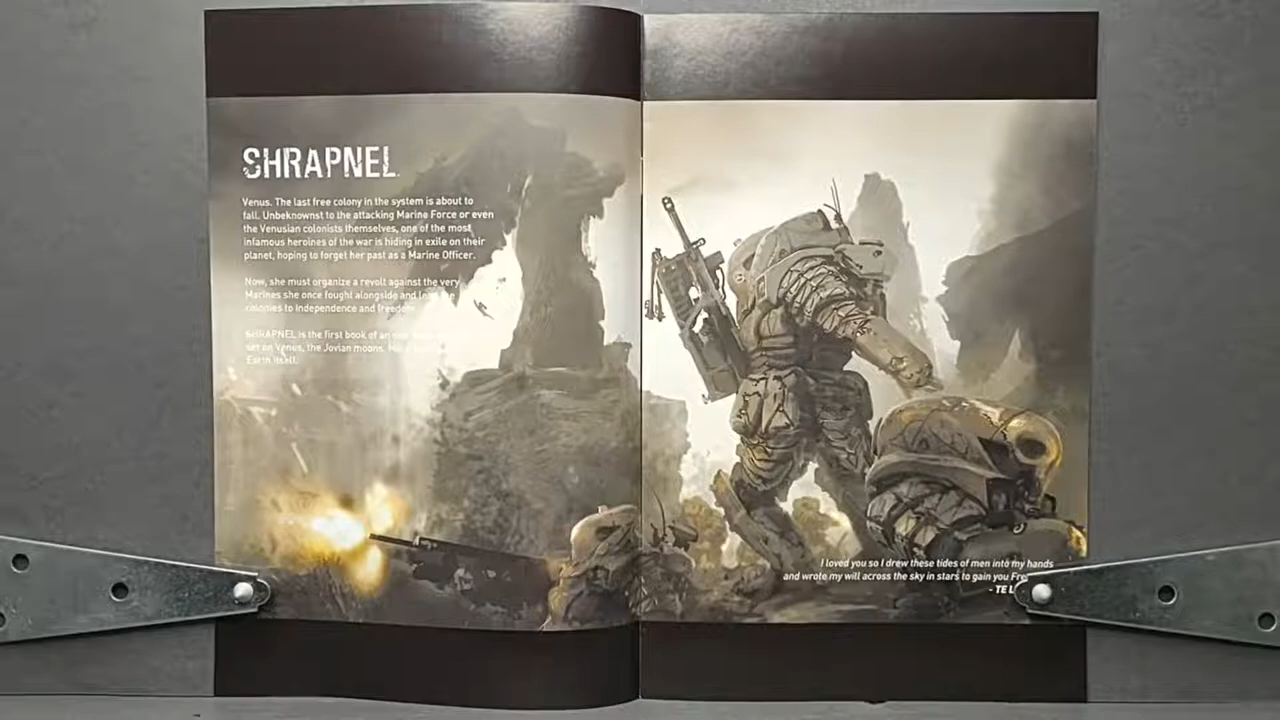 SHRAPNEL
Venus. The last free colony in the system is about to
fall. Unbeknownst to the attacking Marine Force or even
the Venusian colonists themselves, one of the most
infamous heroines of the war is hiding in exile on their
planet, hoping to forget her past as a Marine Officer.
Now, she must organize a revolt against the very
Marines she once fought alongside and lead the
colonies to independence and freedom.
SHRAPNEL is the first book of an
set on Venus, the Jovian moons,
Earth itself.
I loved you so I drew these tides of men into my hands
and wrote my will across the sky in stars to gain you
- TE